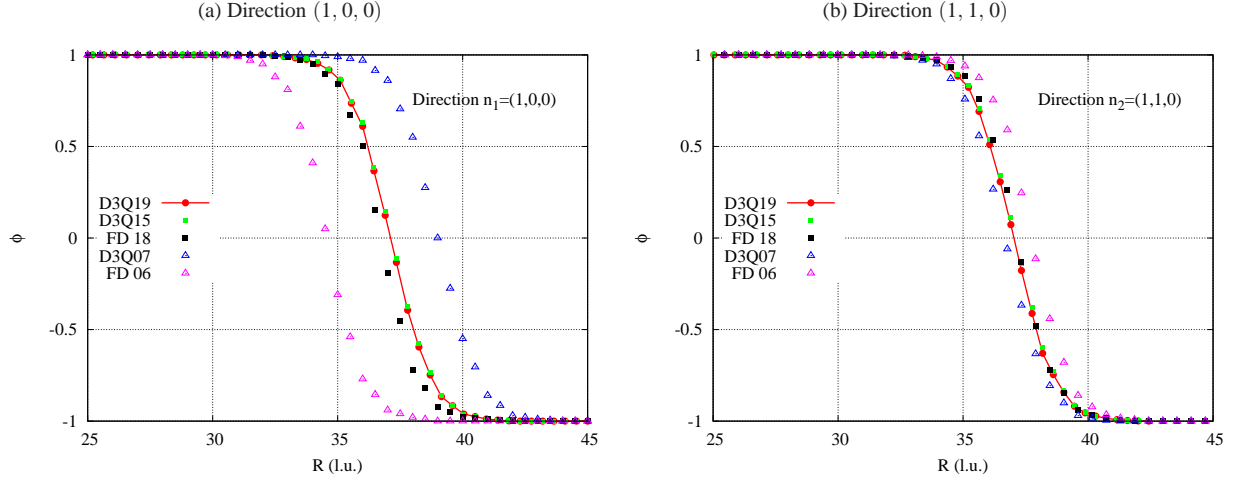 (a) Direction (1, 0, 0)
1
0.5
0
-0.5
-1
ϕ
Direction n₁=(1,0,0)
D3Q19
D3Q15
FD 18
D3Q07
FD 06
25
30
35
40
45
R (l.u.)
(b) Direction (1, 1, 0)
1
0.5
0
-0.5
-1
ϕ
Direction n₂=(1,1,0)
D3Q19
D3Q15
FD 18
D3Q07
FD 06
25
30
35
40
45
R (l.u.)